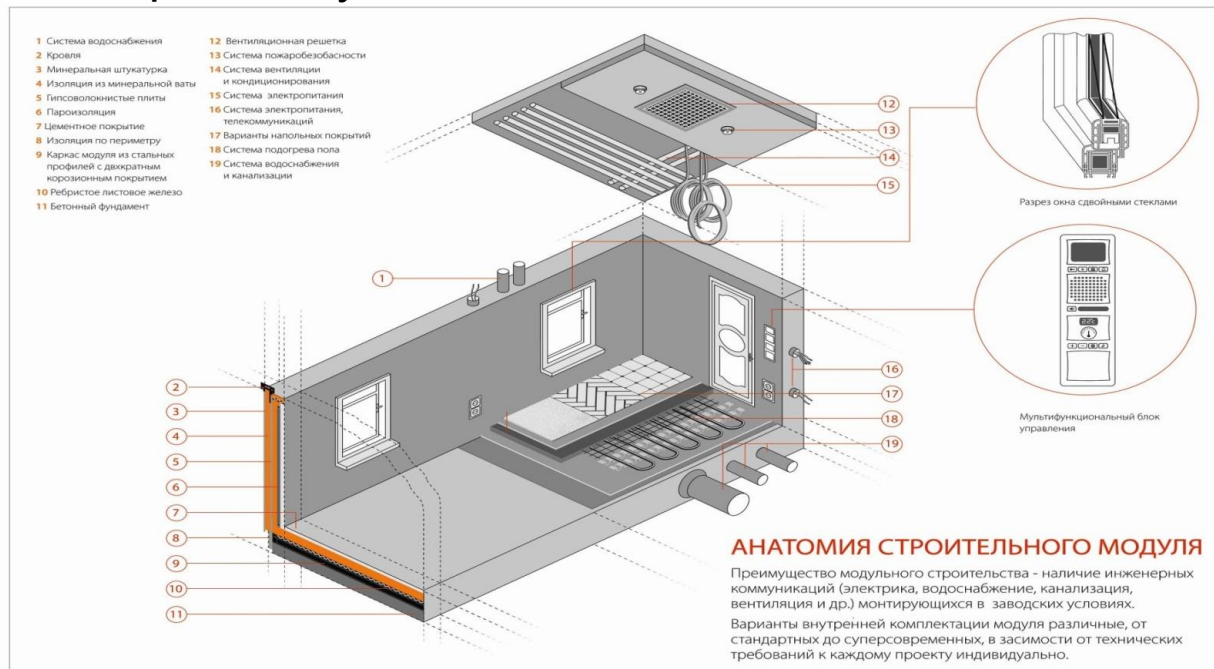 1 Система водоснабжения
2 Кровля
3 Минеральная штукатурка
4 Изоляция из минеральной ваты
5 Гипсоволокнистые плиты
6 Пароизоляция
7 Цементное покрытие
8 Изоляция по периметру
9 Каркас модуля из стальных
профилей с двхкратным
корозионным покрытием
10 Ребристое листовое железо
11 Бетонный фундамент
12 Вентиляционная решетка
13 Система пожаробезобасности
14 Система вентиляции
и кондиционирования
15 Система электропитания
16 Система электропитания,
телекоммуникаций
17 Варианты напольных покрытий
18 Система подогрева пола
19 Система водоснабжения
и канализации
12
13
14
15
Разрез окна сдвойными стеклами
1
2
3
4
5
6
7
8
9
10
11
16
17
18
19
Мультифункциональный блок
управления
АНАТОМИЯ СТРОИТЕЛЬНОГО МОДУЛЯ
Преимущество модульного строительства - наличие инженерных
коммуникаций (электрика, водоснабжение, канализация,
вентиляция и др.) монтирующихся в заводских условиях.
Варианты внутренней комплектации модуля различные, от
стандартных до суперсовременных, в засимости от технических
требований к каждому проекту индивидуально.